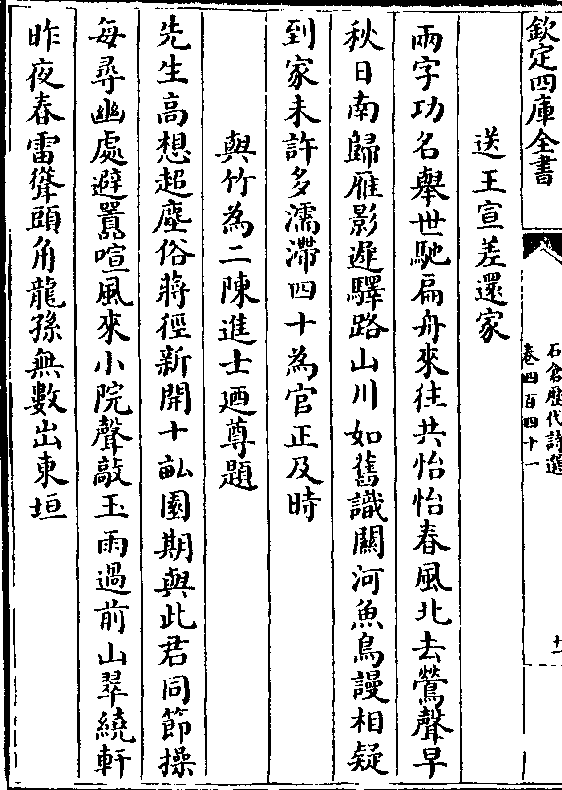 欽定四庫全書
石倉歷代詩選
卷四百四十一
十一
送王宣差還家
兩字功名舉世馳扁舟來往共怡怡春風北去鶯聲早
秋日南歸雁影遲驛路山川如舊識關河魚鳥謾相疑
到家未許多濡滯四十為官正及時
與竹為二陳進士廼尊題
先生高想超塵俗蔣徑新開十畝園期與此君同節操
每尋幽處避囂喧風來小院聲敲玉雨過前山翠繞軒
昨夜春雷聳頭角龍孫無數出東垣